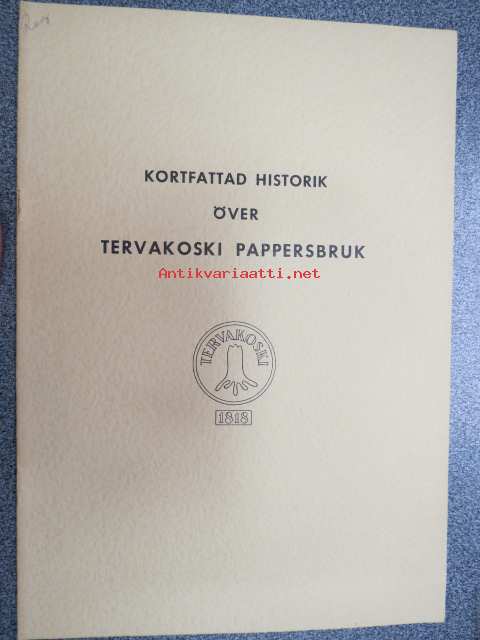 KORTFATTAD HISTORIK
ÖVER
TERVAKOSKI PAPPERSBRUK
Antikvariaatti.net
TERVAKOSKI
1818